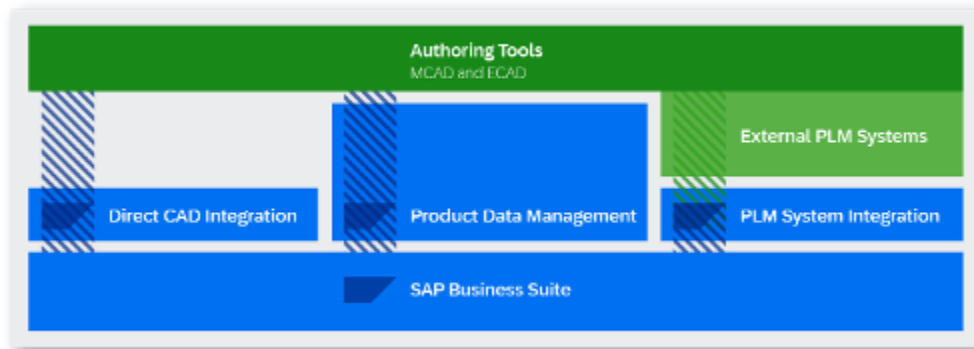 Authoring Tools
MCAD and ECAD
External PLM Systems
Direct CAD Integration
Product Data Management
PLM System Integration
SAP Business Suite